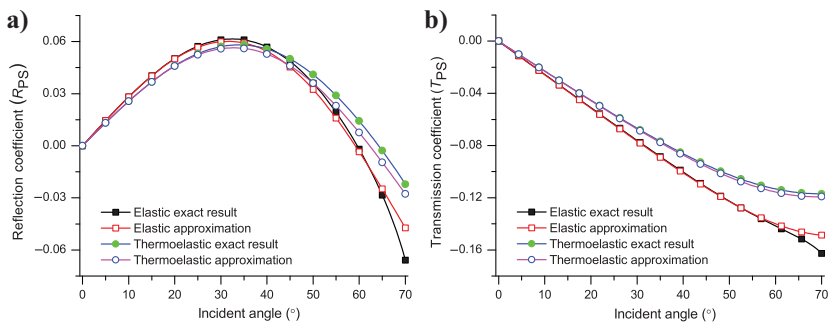 a)
Reflection coefficient (RPS)
0.06
0.03
0.00
−0.03
−0.06
Elastic exact result
Elastic approximation
Thermoelastic exact result
Thermoelastic approximation
0 10 20 30 40 50 60 70
Incident angle (°)
b)
Transmission coefficient (TPS)
0.00
−0.04
−0.08
−0.12
−0.16
Elastic exact result
Elastic approximation
Thermoelastic exact result
Thermoelastic approximation
0 10 20 30 40 50 60 70
Incident angle (°)